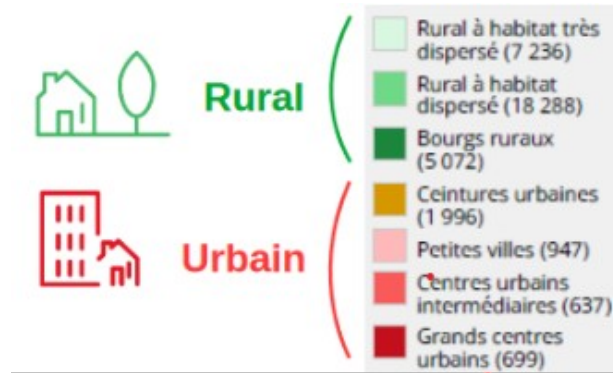 Rural
Rural à habitat très
dispersé (7 236)
Rural à habitat
dispersé (18 288)
Bourgs ruraux
(5 072)
Urbain
Ceintures urbaines
(1 996)
Petites villes (947)
Centres urbains
intermédiaires (637)
Grands centres
urbains (699)